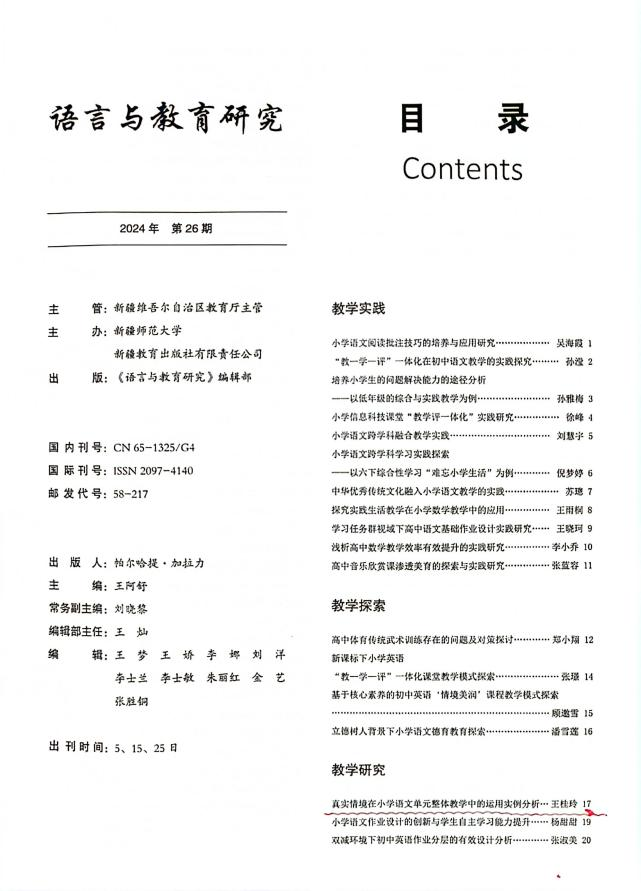 语言与教育研究
2024年 第26期
主 管：新疆维吾尔自治区教育厅主管
主 办：新疆师范大学
新疆教育出版社有限责任公司
出 版：《语言与教育研究》编辑部
国内刊号：CN 65-1325/G4
国际刊号：ISSN 2097-4140
邮发代号：58-217
出 版 人：帕尔哈提·加拉力
主 编：王阿舒
常务副主编：刘晓黎
编辑部主任：王 灿
编 辑：王 梦 王 娇 李 娜 刘 洋
李士兰 李士敏 朱丽红 金 艺
张胜钢
出刊时间：5、15、25日
目 录
Contents
教学实践
小学语文阅读批注技巧的培养与应用研究……………… 吴海霞 1
“教—学—评”一体化在初中语文教学的实践探究……… 孙滢 2
培养小学生的问题解决能力的途径分析
——以低年级的综合与实践教学为例…………………… 孙雅梅 3
小学信息科技课堂“教学评一体化”实践研究…………… 徐峰 4
小学语文跨学科融合教学实践…………………………… 刘慧宇 5
小学语文跨学科学习实践探索
——以六下综合性学习“难忘小学生活”为例………… 倪梦婷 6
中华优秀传统文化融入小学语文教学的实践…………… 苏璁 7
探究实践生活教学在小学数学教学中的应用…………… 王雨桐 8
学习任务群视域下高中语文基础作业设计实践研究…… 王晓珂 9
浅析高中数学教学效率有效提升的实践研究………… 李小乔 10
高中音乐欣赏课渗透美育的探索与实践研究………… 张蓝容 11
教学探索
高中体育传统武术训练存在的问题及对策探讨……… 郑小翔 12
新课标下小学英语
“教—学—评”一体化课堂教学模式探索……………… 张璟 14
基于核心素养的初中英语‘情境美润’课程教学模式探索
………………………………………………………… 顾邀雪 15
立德树人背景下小学语文德育教育探索……………… 潘雪莲 16
教学研究
真实情境在小学语文单元整体教学中的运用实例分析… 王桂玲 17
小学语文作业设计的创新与学生自主学习能力提升…… 杨甜甜 19
双减环境下初中英语作业分层的有效设计分析………… 张淑美 20